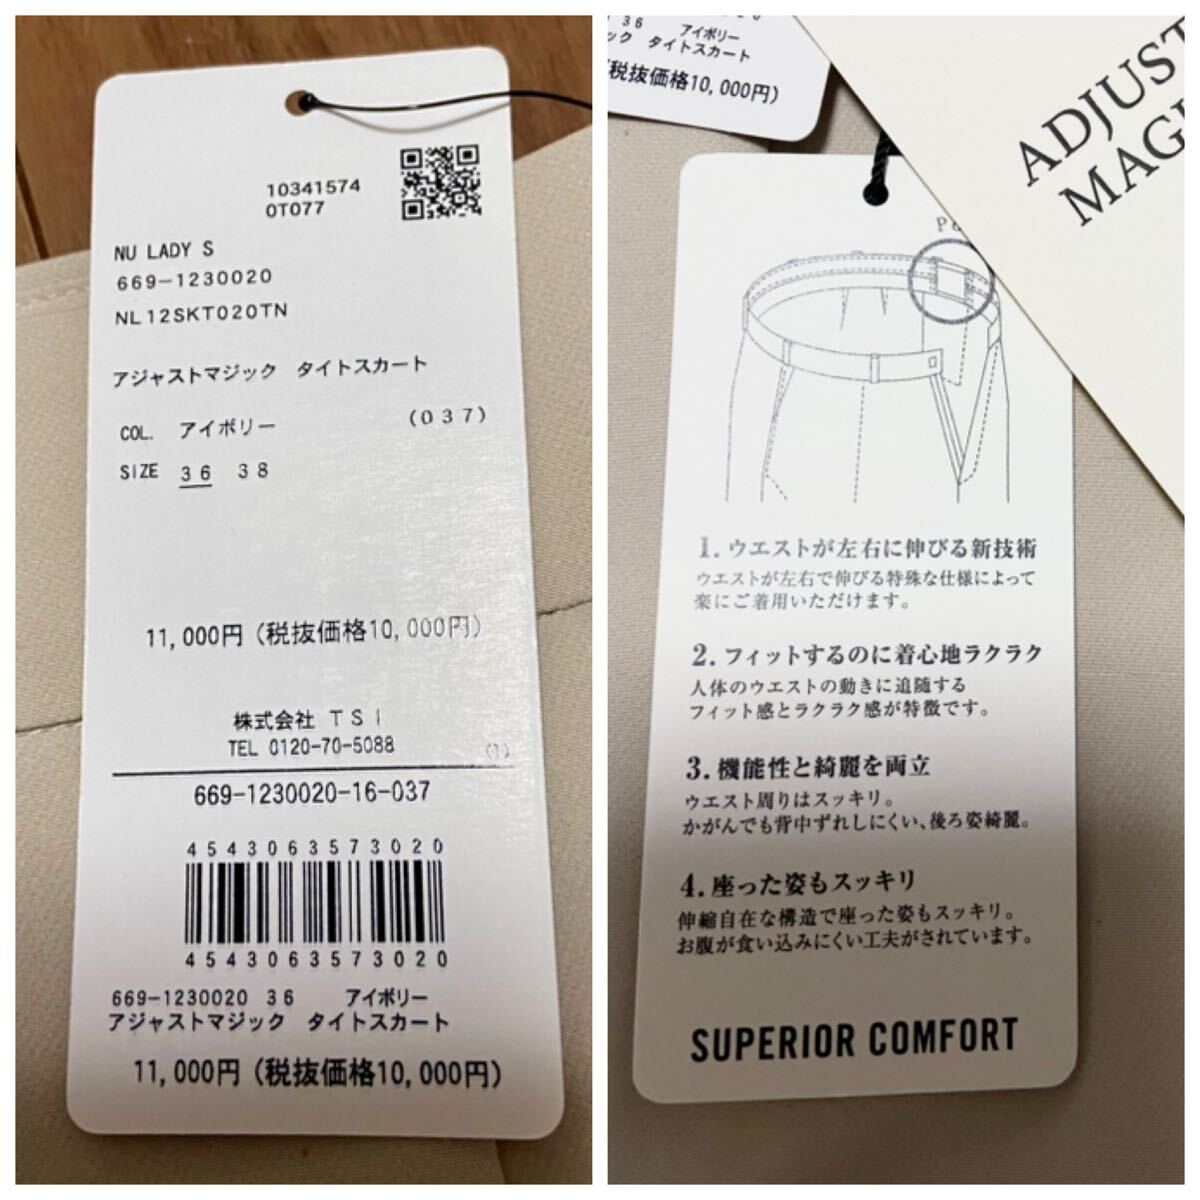 10341574
0T077
NU LADY S
669-1230020
NL12SKT020TN
アジャストマジック　タイトスカート
COL. アイボリー (037)
SIZE 36 38
11,000円 (税抜価格10,000円)
株式会社 TSI
TEL 0120-70-5088 (1)
669-1230020-16-037
4543063573020
4543063573020
669-1230020 36 アイボリー
アジャストマジック　タイトスカート
11,000円 (税抜価格10,000円)
36 アイボリー
ック　タイトスカート
(税抜価格10,000円)
ADJUST
MAG
Po
1. ウエストが左右に伸びる新技術
ウエストが左右で伸びる特殊な仕様によって
楽にご着用いただけます。
2. フィットするのに着心地ラクラク
人体のウエストの動きに追随する
フィット感とラクラク感が特徴です。
3. 機能性と綺麗を両立
ウエスト周りはスッキリ。
かがんでも背中ずれしにくい、後ろ姿綺麗。
4. 座った姿もスッキリ
伸縮自在な構造で座った姿もスッキリ。
お腹が食い込みにくい工夫がされています。
SUPERIOR COMFORT